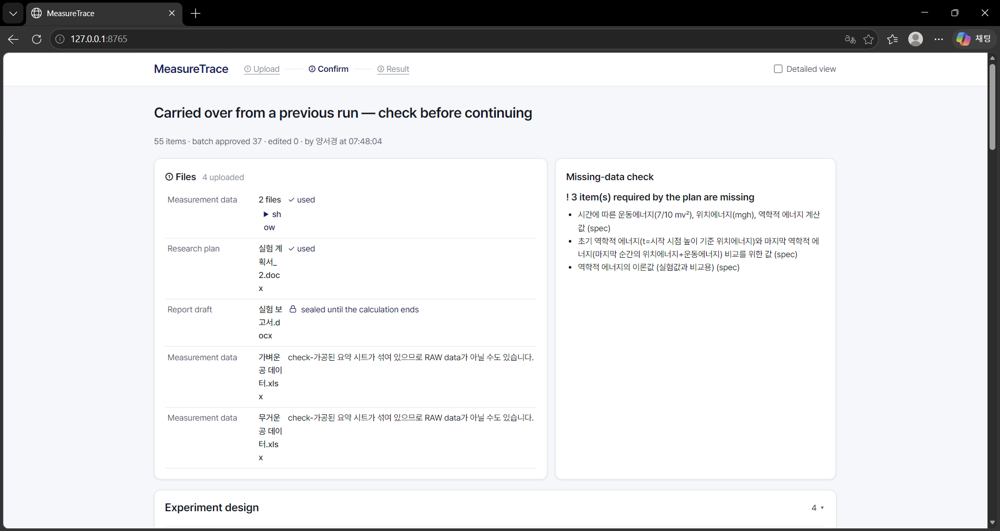 MeasureTrace
127.0.0.1:8765
채팅
MeasureTrace
① Upload
② Confirm
③ Result
Detailed view
Carried over from a previous run — check before continuing
55 items · batch approved 37 · edited 0 · by 양서경 at 07:48:04
① Files 4 uploaded
Measurement data
2 files ✓ used
▶ sh
ow
Research plan
실험 계 ✓ used
획서_
2.doc
x
Report draft
실험 보 sealed until the calculation ends
고서.d
ocx
Measurement data
가벼운 check-가공된 요약 시트가 섞여 있으므로 RAW data가 아닐 수도 있습니다.
공 데이
터.xls
x
Measurement data
무거운 check-가공된 요약 시트가 섞여 있으므로 RAW data가 아닐 수도 있습니다.
공 데이
터.xls
x
Missing-data check
! 3 item(s) required by the plan are missing
• 시간에 따른 운동에너지(7/10 mv²), 위치에너지(mgh), 역학적 에너지 계산
값 (spec)
• 초기 역학적 에너지(t=시작 시점 높이 기준 위치에너지)와 마지막 역학적 에
너지(마지막 순간의 위치에너지+운동에너지) 비교를 위한 값 (spec)
• 역학적 에너지의 이론값 (실험값과 비교용) (spec)
Experiment design
4 ▾